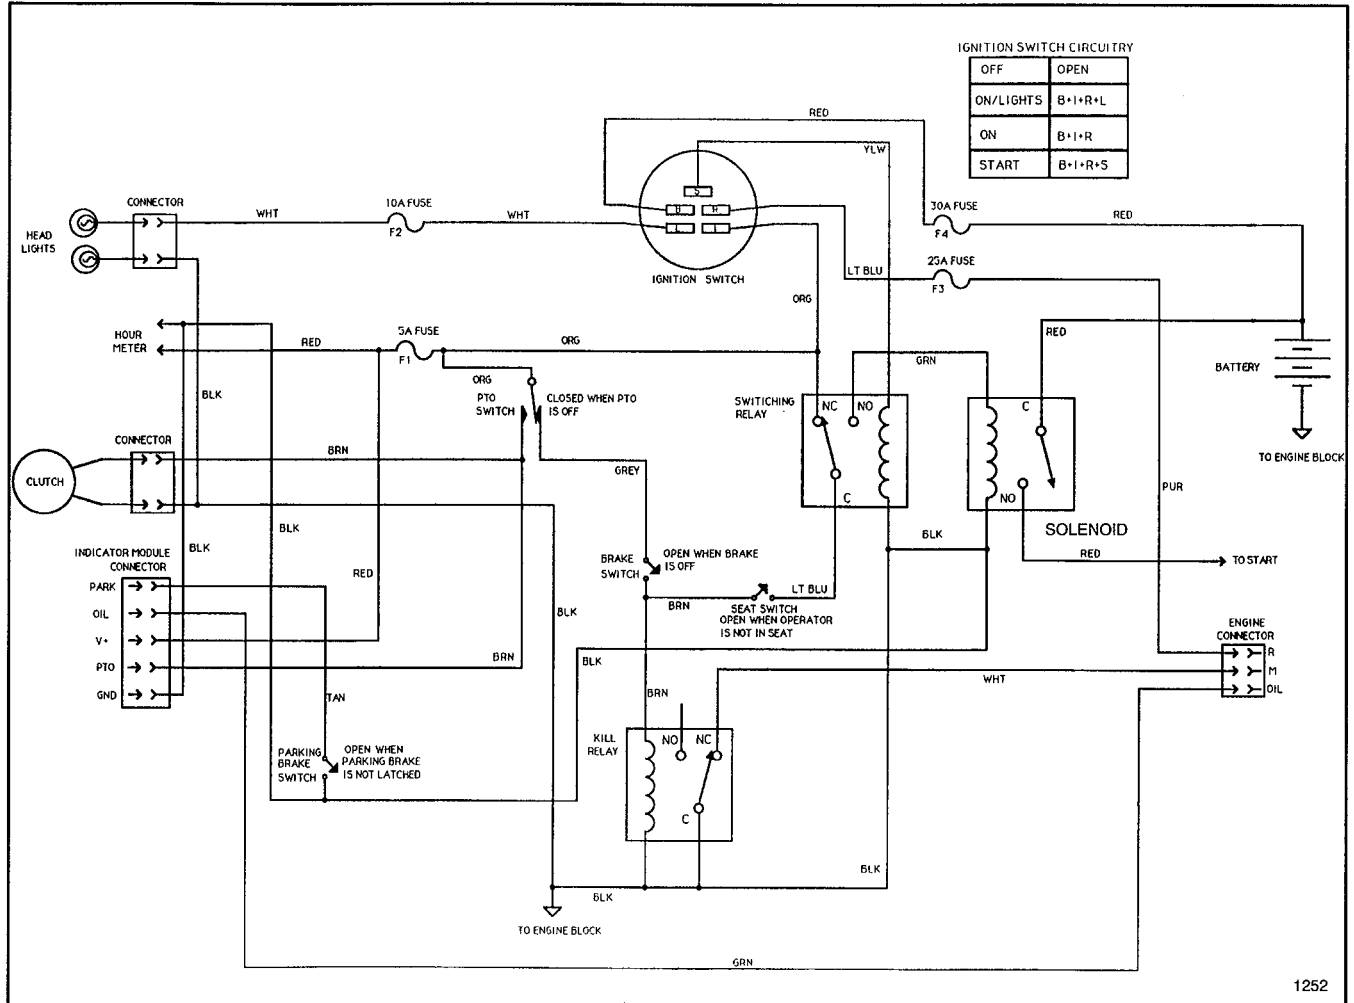 IGNITION SWITCH CIRCUITRY
OFF OPEN
ON/LIGHTS B+I+R+L
ON B+I+R
START B+I+R+S
RED
YLW
S
B R
L I
IGNITION SWITCH
CONNECTOR
WHT
10A FUSE
F2
WHT
HEAD
LIGHTS
30A FUSE
F4
RED
25A FUSE
F3
LT BLU
ORG
HOUR
METER
RED
5A FUSE
F1
ORG
ORG
PTO
SWITCH
CLOSED WHEN PTO
IS OFF
BLK
GRN
RED
BATTERY
TO ENGINE BLOCK
SWITICHING
RELAY
NC NO
C
C
NO
SOLENOID
CONNECTOR
CLUTCH
BRN
GREY
PUR
BLK
BLK
BLK
RED
TO START
INDICATOR MODULE
CONNECTOR
PARK
OIL
V+
PTO
GND
RED
BRAKE
SWITCH
OPEN WHEN BRAKE
IS OFF
BRN
LT BLU
SEAT SWITCH
OPEN WHEN OPERATOR
IS NOT IN SEAT
BLK
ENGINE
CONNECTOR
R
M
OIL
BRN
BLK
WHT
TAN
BRN
PARKING
BRAKE
SWITCH
OPEN WHEN
PARKING BRAKE
IS NOT LATCHED
KILL
RELAY
NO NC
C
BLK
BLK
TO ENGINE BLOCK
GRN
1252